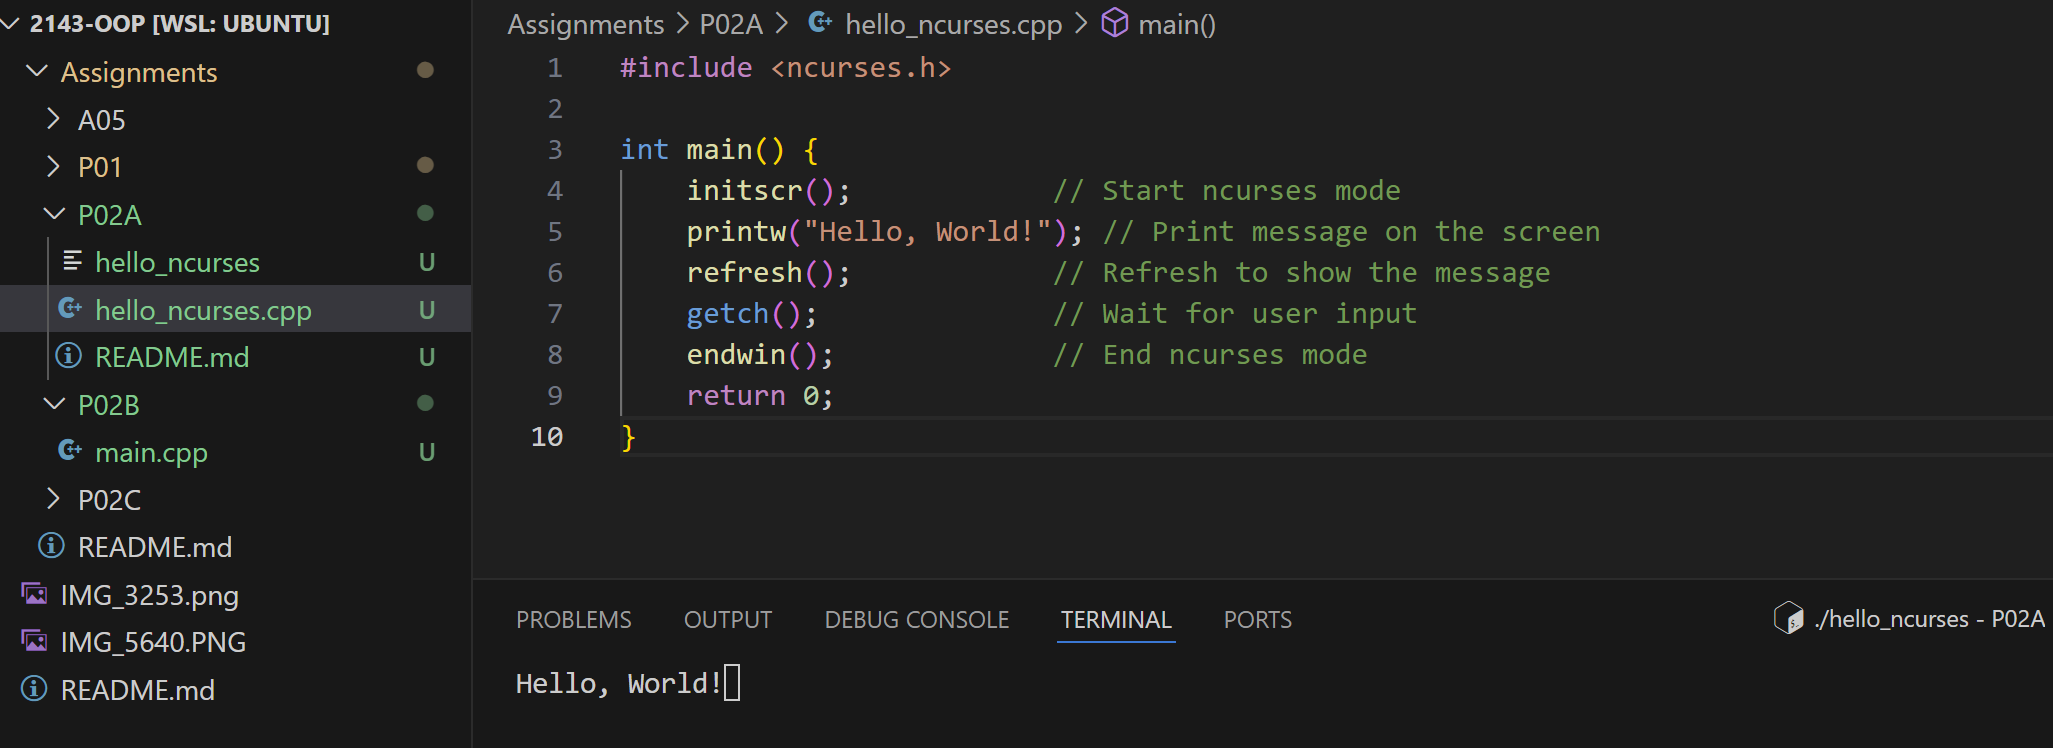 2143-OOP [WSL: UBUNTU]
Assignments
A05
P01
P02A
hello_ncurses U
hello_ncurses.cpp U
README.md U
P02B
main.cpp U
P02C
README.md
IMG_3253.png
IMG_5640.PNG
README.md
Assignments > P02A > hello_ncurses.cpp > main()
1 #include <ncurses.h>
2
3 int main() {
4     initscr();            // Start ncurses mode
5     printw("Hello, World!"); // Print message on the screen
6     refresh();            // Refresh to show the message
7     getch();              // Wait for user input
8     endwin();             // End ncurses mode
9     return 0;
10 }
PROBLEMS OUTPUT DEBUG CONSOLE TERMINAL PORTS ./hello_ncurses - P02A
Hello, World!